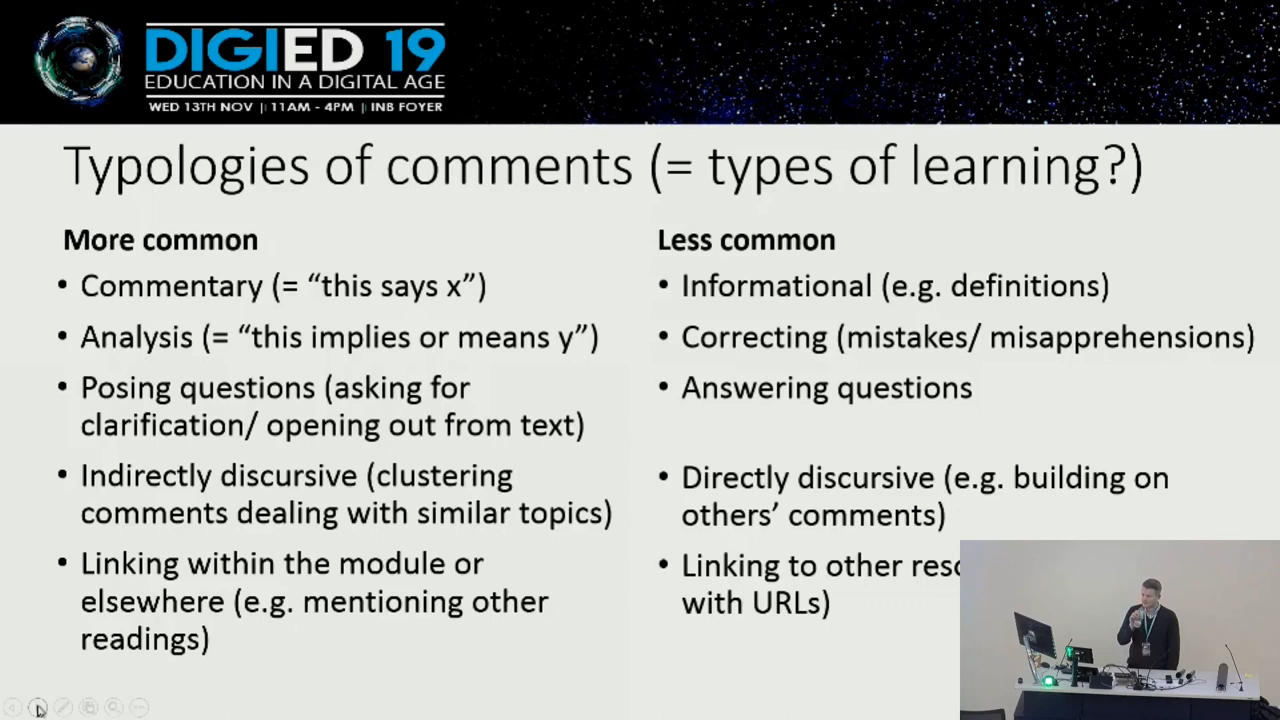 DIGIED 19
EDUCATION IN A DIGITAL AGE
WED 13TH NOV | 11AM - 4PM | INB FOYER
Typologies of comments (= types of learning?)
More common
• Commentary (= “this says x”)
• Analysis (= “this implies or means y”)
• Posing questions (asking for
clarification/ opening out from text)
• Indirectly discursive (clustering
comments dealing with similar topics)
• Linking within the module or
elsewhere (e.g. mentioning other
readings)
Less common
• Informational (e.g. definitions)
• Correcting (mistakes/ misapprehensions)
• Answering questions
• Directly discursive (e.g. building on
others’ comments)
• Linking to other
with URLs)